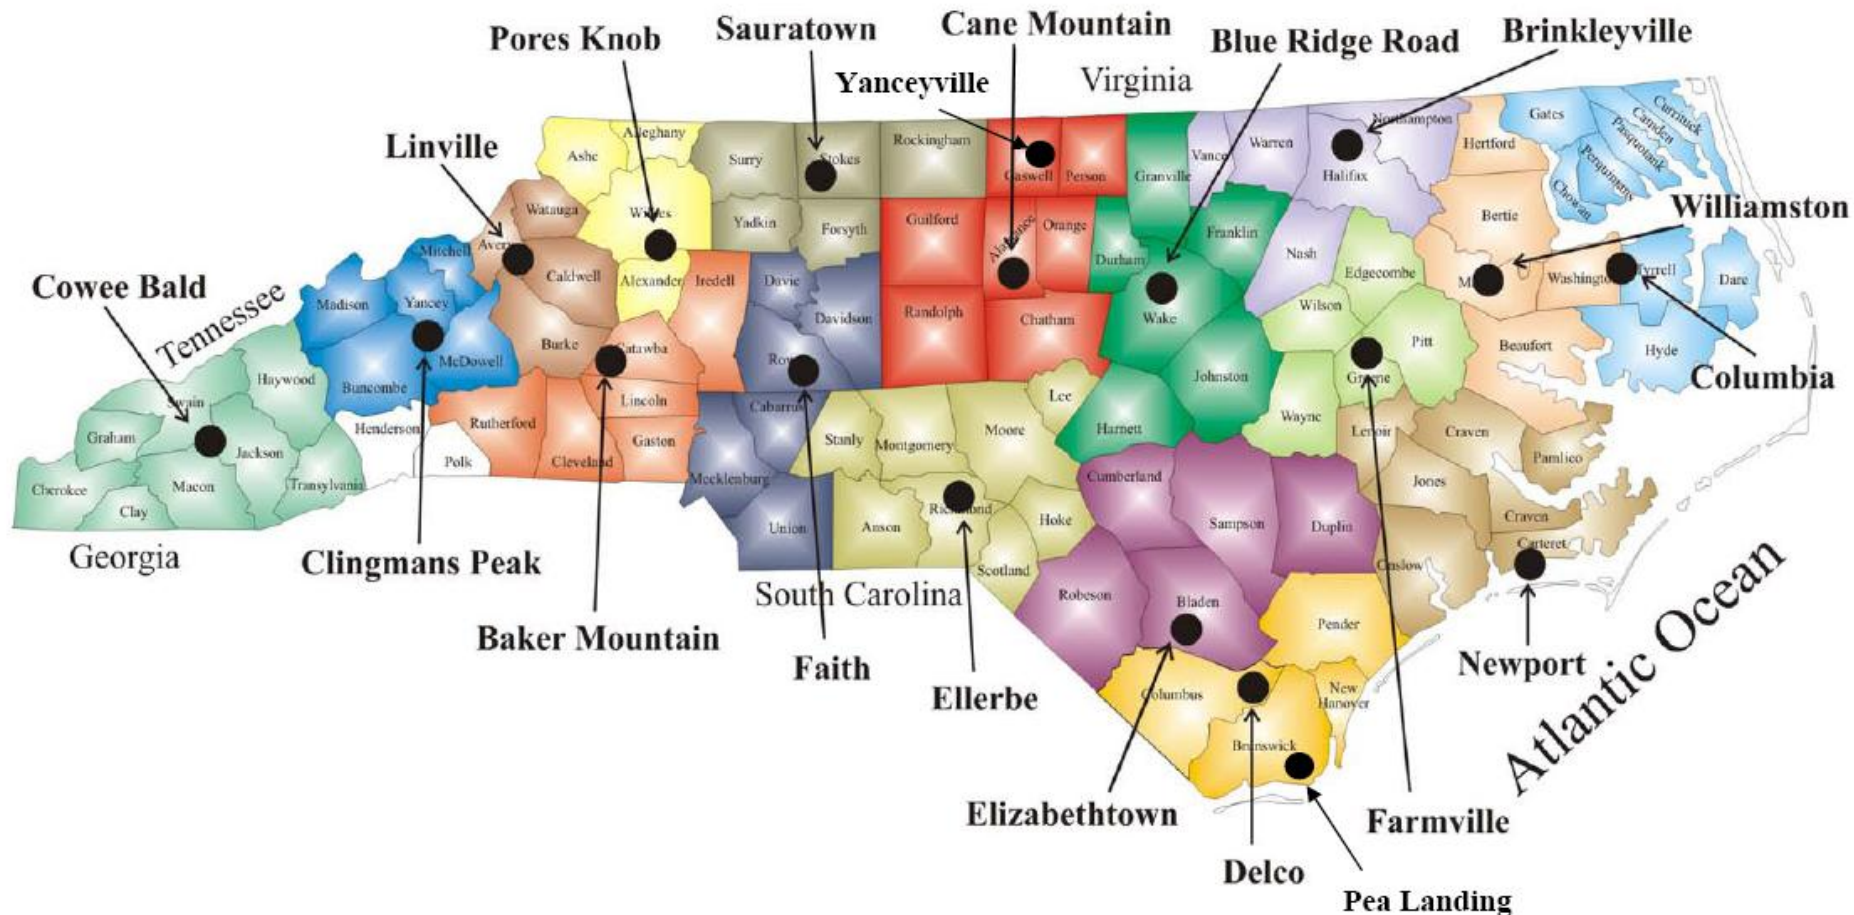 Cane Mountain
Brinkleyville
Sauratown
Pores Knob
Blue Ridge Road
Yanceyville
Virginia
Linville
Williamston
Cowee Bald
Tennessee
Columbia
Georgia
Clingmans Peak
South Carolina
Baker Mountain
Faith
Ellerbe
Newport
Atlantic Ocean
Elizabethtown
Farmville
Delco
Pea Landing
Ashe
Alleghany
Surry
Stokes
Rockingham
Caswell
Person
Granville
Vance
Warren
Northampton
Halifax
Hertford
Gates
Currituck
Camden
Pasquotank
Perquimans
Chowan
Bertie
Watauga
Wilkes
Yadkin
Forsyth
Guilford
Alamance
Orange
Durham
Franklin
Nash
Edgecombe
Washington
Tyrrell
Dare
Mitchell
Avery
Caldwell
Alexander
Iredell
Davie
Davidson
Randolph
Chatham
Wake
Wilson
Pitt
Beaufort
Hyde
Madison
Yancey
McDowell
Burke
Catawba
Buncombe
Haywood
Swain
Graham
Jackson
Cherokee
Clay
Macon
Transylvania
Henderson
Polk
Rutherford
Cleveland
Lincoln
Gaston
Cabarrus
Mecklenburg
Union
Stanly
Montgomery
Moore
Lee
Harnett
Johnston
Wayne
Greene
Lenoir
Craven
Pamlico
Jones
Craven
Carteret
Onslow
Duplin
Sampson
Cumberland
Hoke
Richmond
Anson
Scotland
Robeson
Bladen
Pender
Columbus
Brunswick
New
Hanover